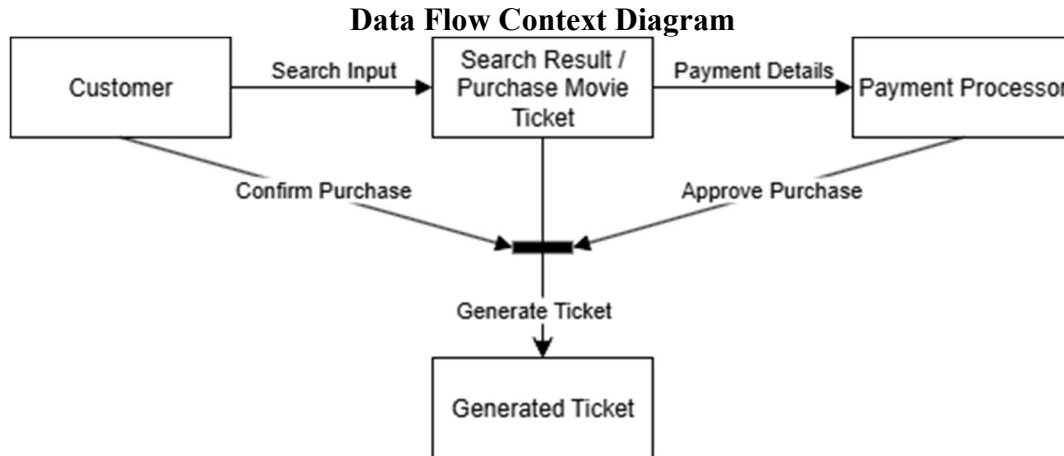 Data Flow Context Diagram
Customer
Search Input
Search Result /
Purchase Movie
Ticket
Payment Details
Payment Processor
Confirm Purchase
Approve Purchase
Generate Ticket
Generated Ticket